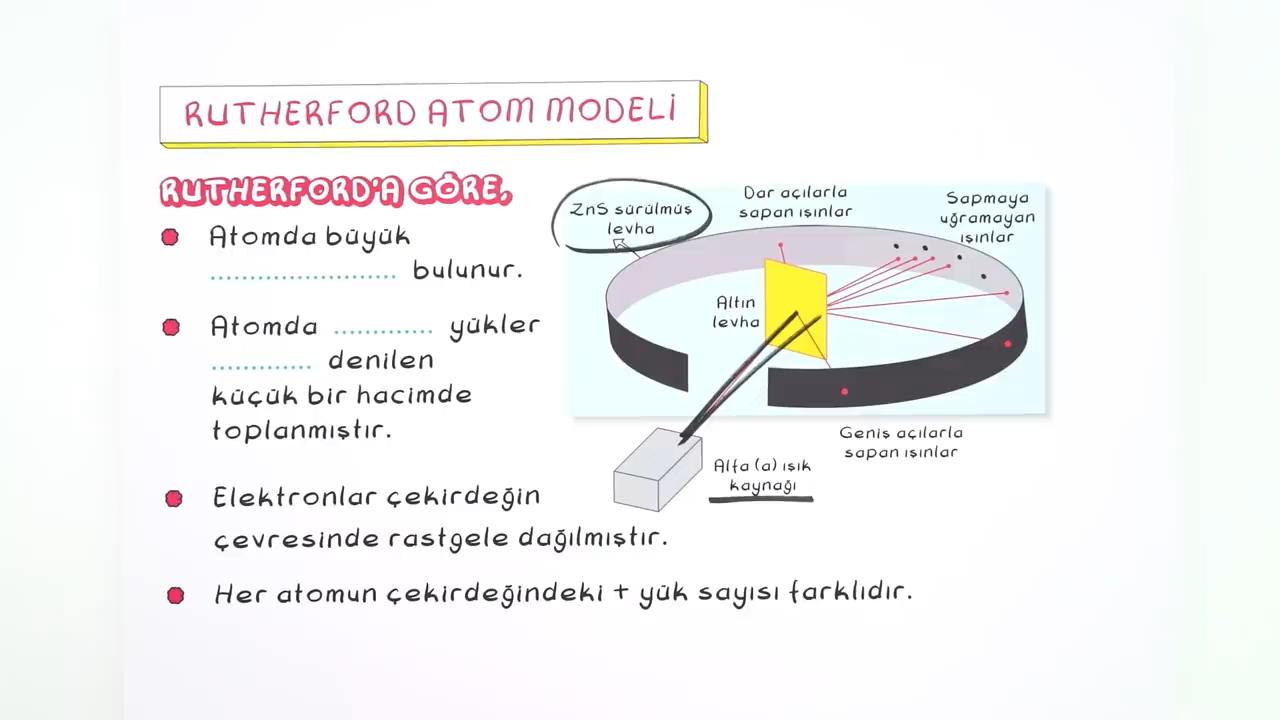 RUTHERFORD ATOM MODELİ
RUTHERFORD'A GÖRE,
Atomda büyük
.......................... bulunur.
Atomda .............. yükler
.............. denilen
küçük bir hacimde
toplanmıştır.
Elektronlar çekirdeğin
çevresinde rastgele dağılmıştır.
Her atomun çekirdeğindeki + yük sayısı farklıdır.
ZnS sürülmüş
levha
Dar açılarla
sapan ışınlar
Sapmaya
uğramayan
ışınlar
Altın
levha
Geniş açılarla
sapan ışınlar
Alfa (a) ışık
kaynağı